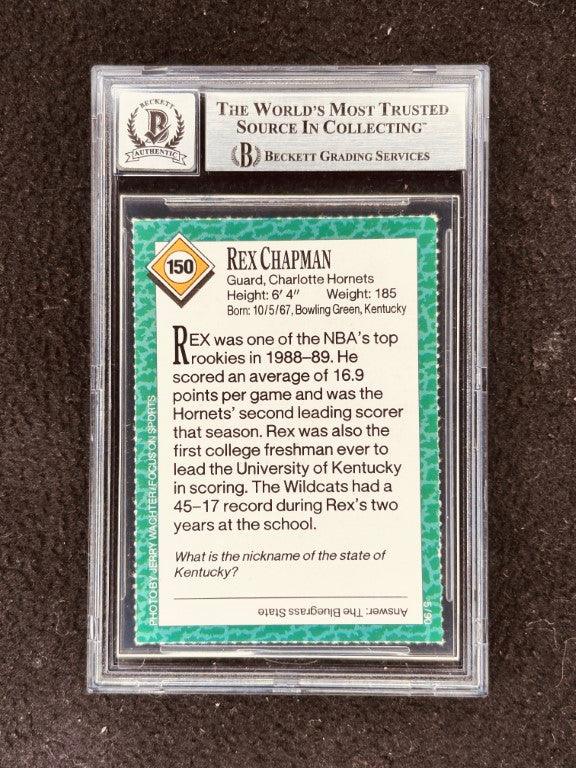 BECKETT
B
AUTHENTIC
THE WORLD'S MOST TRUSTED
SOURCE IN COLLECTING™
B BECKETT GRADING SERVICES
150
REX CHAPMAN
Guard, Charlotte Hornets
Height: 6' 4" Weight: 185
Born: 10/5/67, Bowling Green, Kentucky
REX was one of the NBA's top
rookies in 1988–89. He
scored an average of 16.9
points per game and was the
Hornets' second leading scorer
that season. Rex was also the
first college freshman ever to
lead the University of Kentucky
in scoring. The Wildcats had a
45–17 record during Rex's two
years at the school.
What is the nickname of the state of
Kentucky?
Answer: The Bluegrass State
PHOTO BY JERRY WACHTER/FOCUS ON SPORTS
5/90